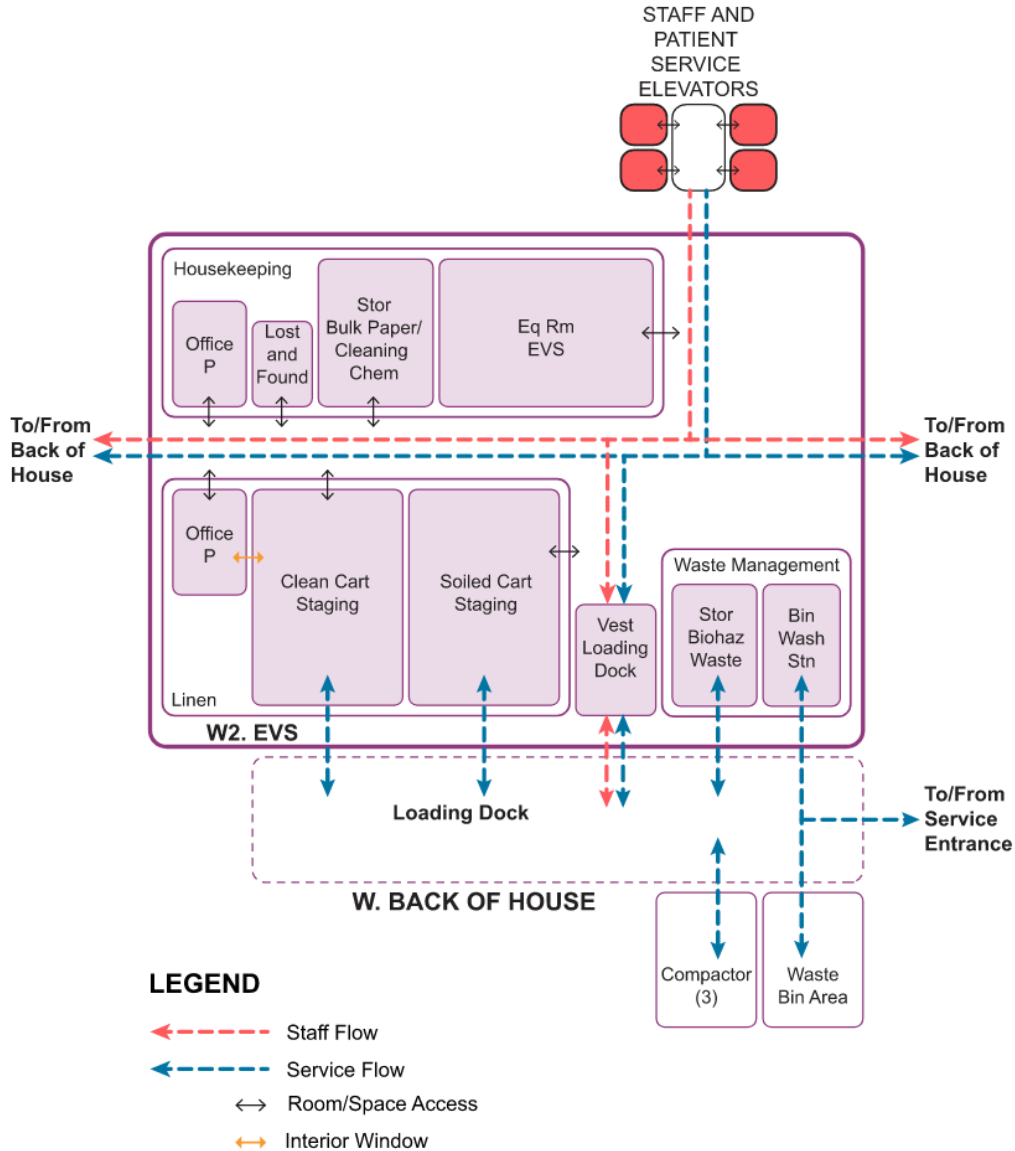 STAFF AND
PATIENT
SERVICE
ELEVATORS
Housekeeping
Office
P
Lost
and
Found
Stor
Bulk Paper/
Cleaning
Chem
Eq Rm
EVS
To/From
Back of
House
To/From
Back of
House
Office
P
Clean Cart
Staging
Soiled Cart
Staging
Linen
Vest
Loading
Dock
Waste Management
Stor
Biohaz
Waste
Bin
Wash
Stn
W2. EVS
Loading Dock
To/From
Service
Entrance
W. BACK OF HOUSE
Compactor
(3)
Waste
Bin Area
LEGEND
Staff Flow
Service Flow
Room/Space Access
Interior Window